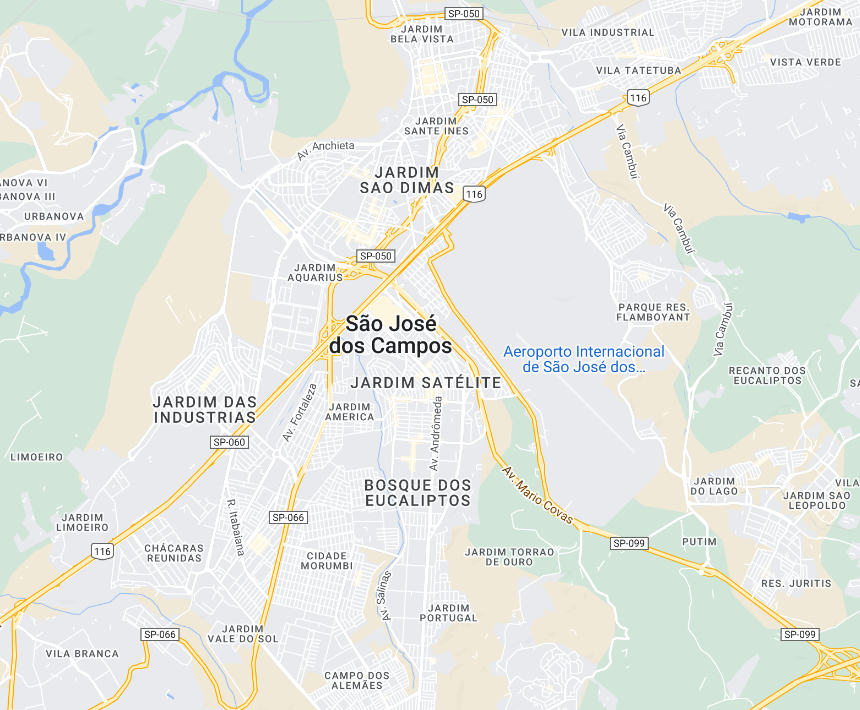 SP-050
JARDIM
MOTORAMA
JARDIM
BELA VISTA
VILA INDUSTRIAL
VISTA VERDE
VILA TATETUBA
SP-050
116
JARDIM
SANTE INES
Via Cambuí
Av. Anchieta
JARDIM
SAO DIMAS
116
ANOVA VI
BANOVA III
URBANOVA
RBANOVA IV
Via Cambuí
SP-050
JARDIM
AQUARIUS
PARQUE RES.
FLAMBOYANT
Via Cambuí
São José
dos Campos
Aeroporto Internacional
de São José dos...
RECANTO DOS
EUCALIPTOS
SA
JARDIM SATÉLITE
JARDIM DAS
INDUSTRIAS
Av. Fortaleza
JARDIM
AMERICA
Av. Andrômeda
SP-060
LIMOEIRO
BOSQUE DOS
EUCALIPTOS
Av. Mario Covas
JARDIM
DO LAGO
VILA
JARDIM SAO
LEOPOLDO
JARDIM
LIMOEIRO
R. Itabaiana
SP-066
116
CHÁCARAS
REUNIDAS
CIDADE
MORUMBI
JARDIM TORRAO
DE OURO
SP-099
PUTIM
RES. JURITIS
Av. Salinas
JARDIM
PORTUGAL
SP-066
JARDIM
VALE DO SOL
SP-099
VILA BRANCA
CAMPO DOS
ALEMÃES